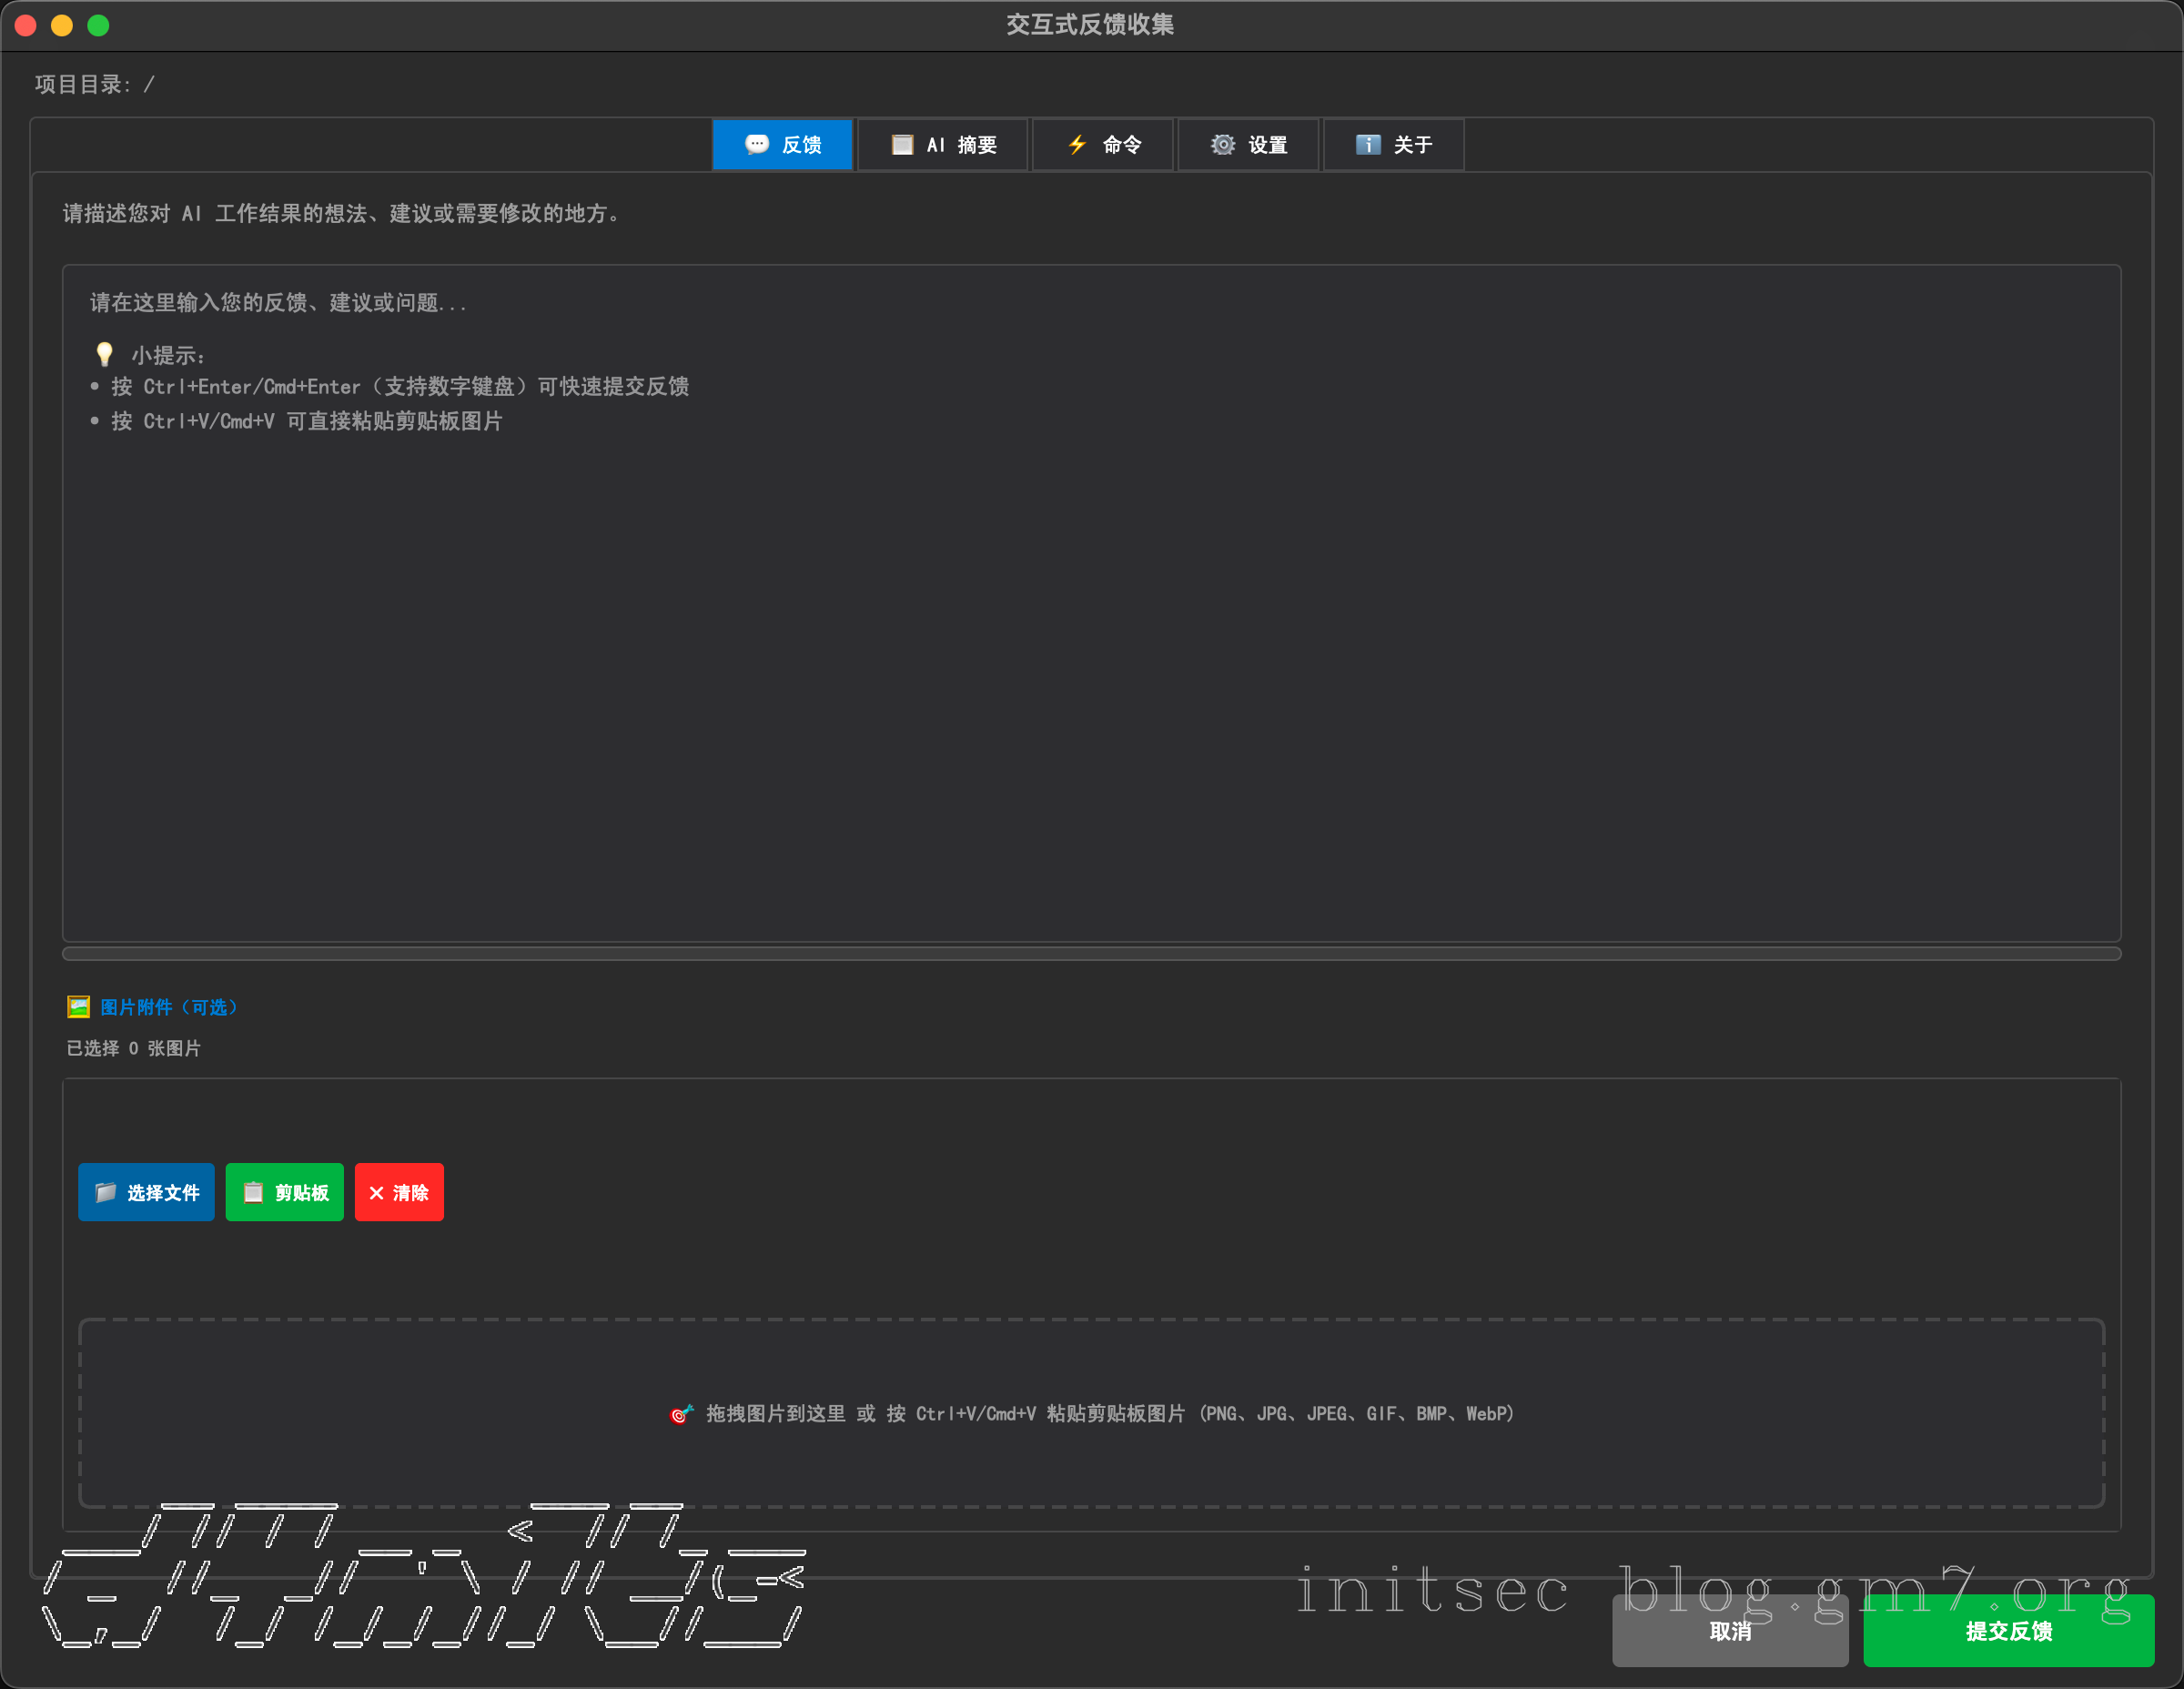 交互式反馈收集
项目目录: /
反馈 AI 摘要 命令 设置 关于
请描述您对 AI 工作结果的想法、建议或需要修改的地方。
请在这里输入您的反馈、建议或问题...
小提示:
• 按 Ctrl+Enter/Cmd+Enter（支持数字键盘）可快速提交反馈
• 按 Ctrl+V/Cmd+V 可直接粘贴剪贴板图片
图片附件（可选）
已选择 0 张图片
选择文件 剪贴板 ✕ 清除
拖拽图片到这里 或 按 Ctrl+V/Cmd+V 粘贴剪贴板图片 (PNG、JPG、JPEG、GIF、BMP、WebP)
initsec blog.gm7.org
取消 提交反馈